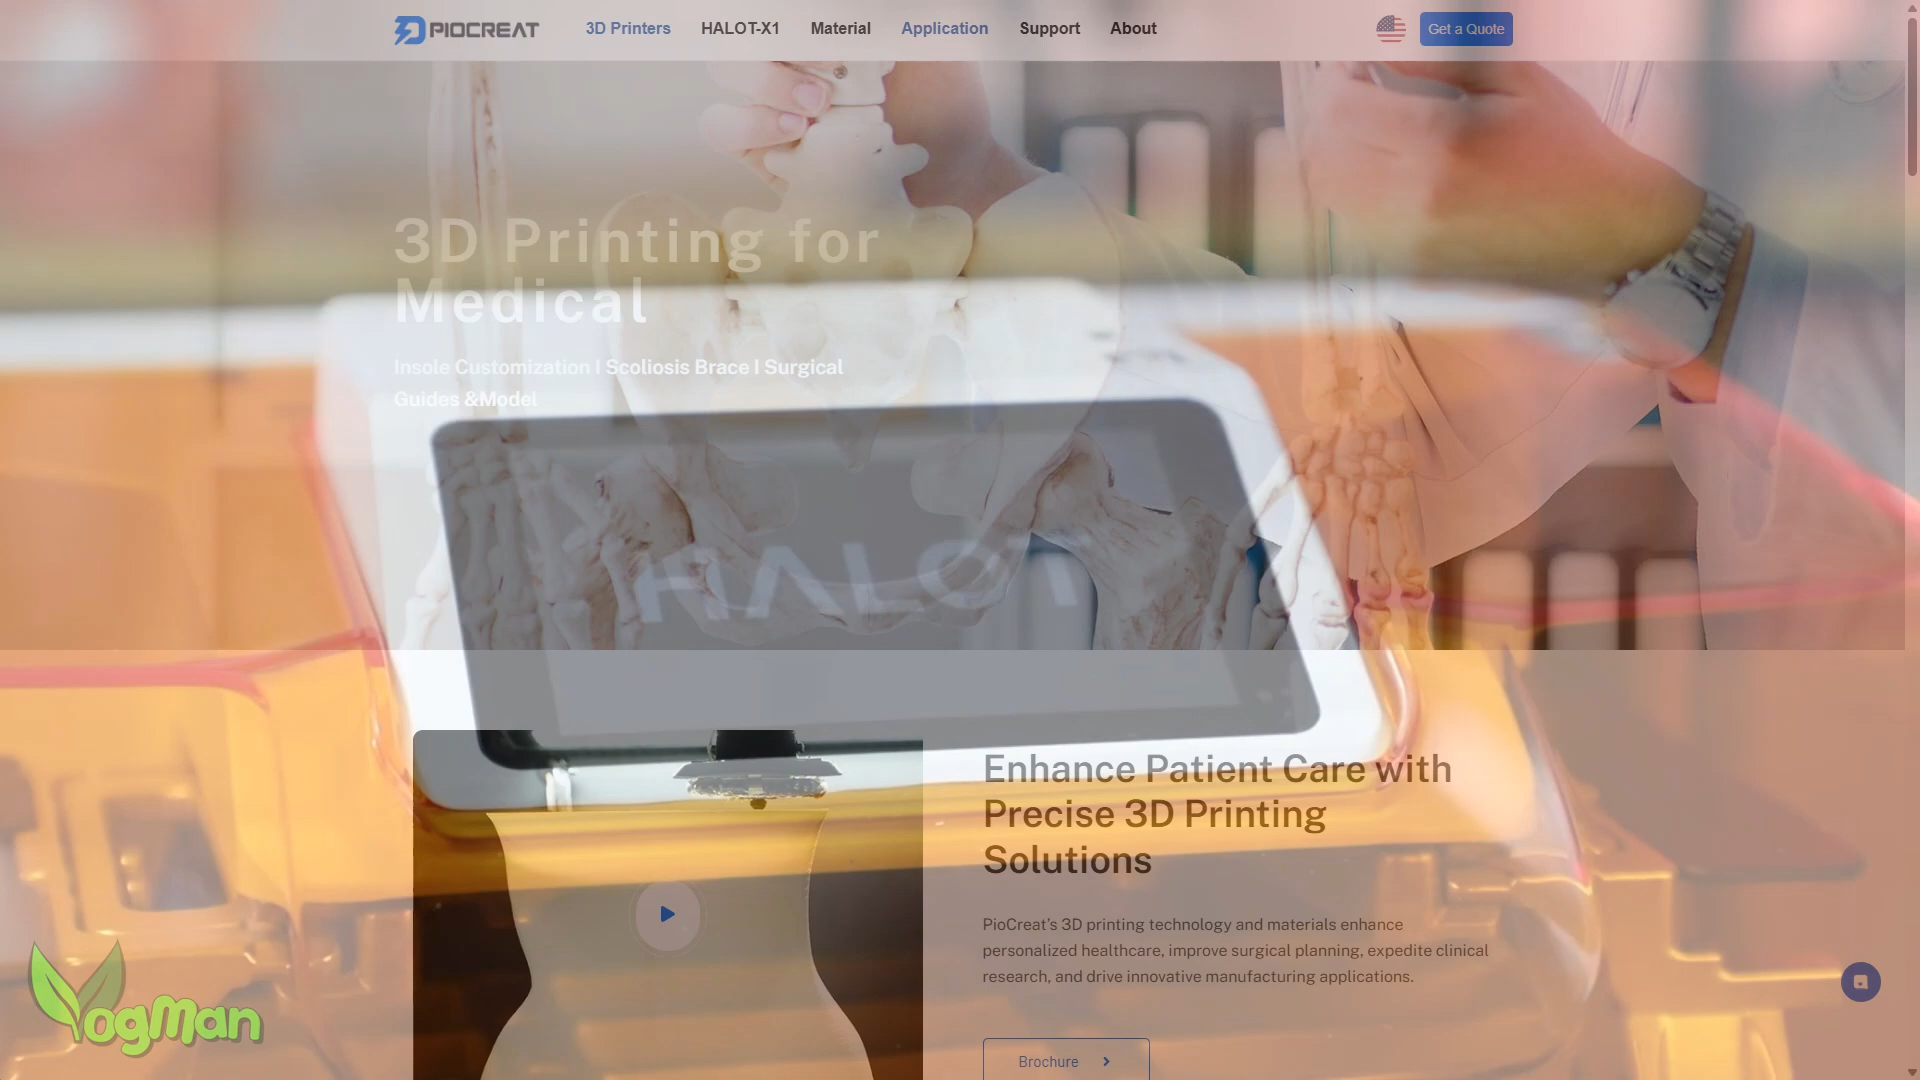 PIOCREAT
3D Printers
HALOT-X1
Material
Application
Support
About
Get a Quote
3D Printing for
Medical
Insole Customization I Scoliosis Brace I Surgical
Guides &Model
HALOT
Enhance Patient Care with
Precise 3D Printing
Solutions
PioCreat's 3D printing technology and materials enhance
personalized healthcare, improve surgical planning, expedite clinical
research, and drive innovative manufacturing applications.
Brochure
YogMan